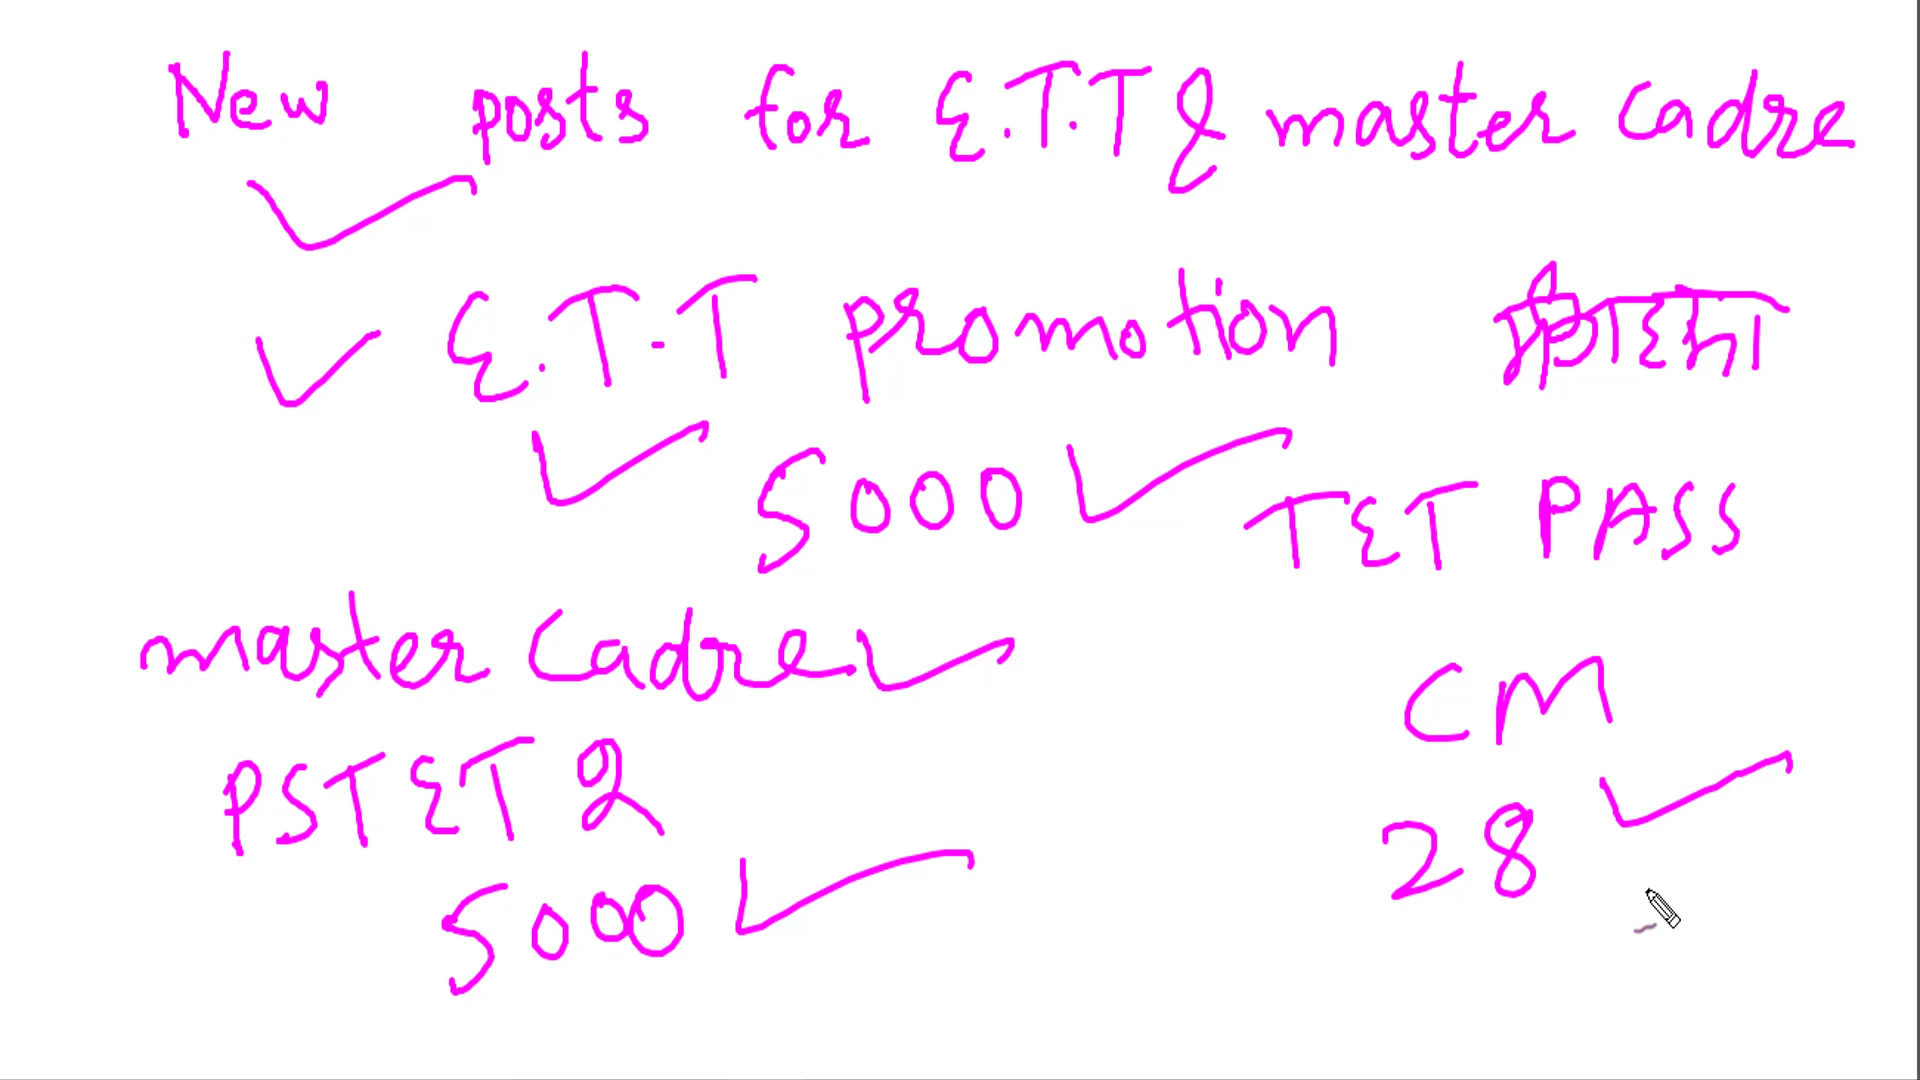 New posts for E.T.T & master cadre
E.T.T promotion
5000 TET PASS
master cadre
CM
PSTET 2
28
5000